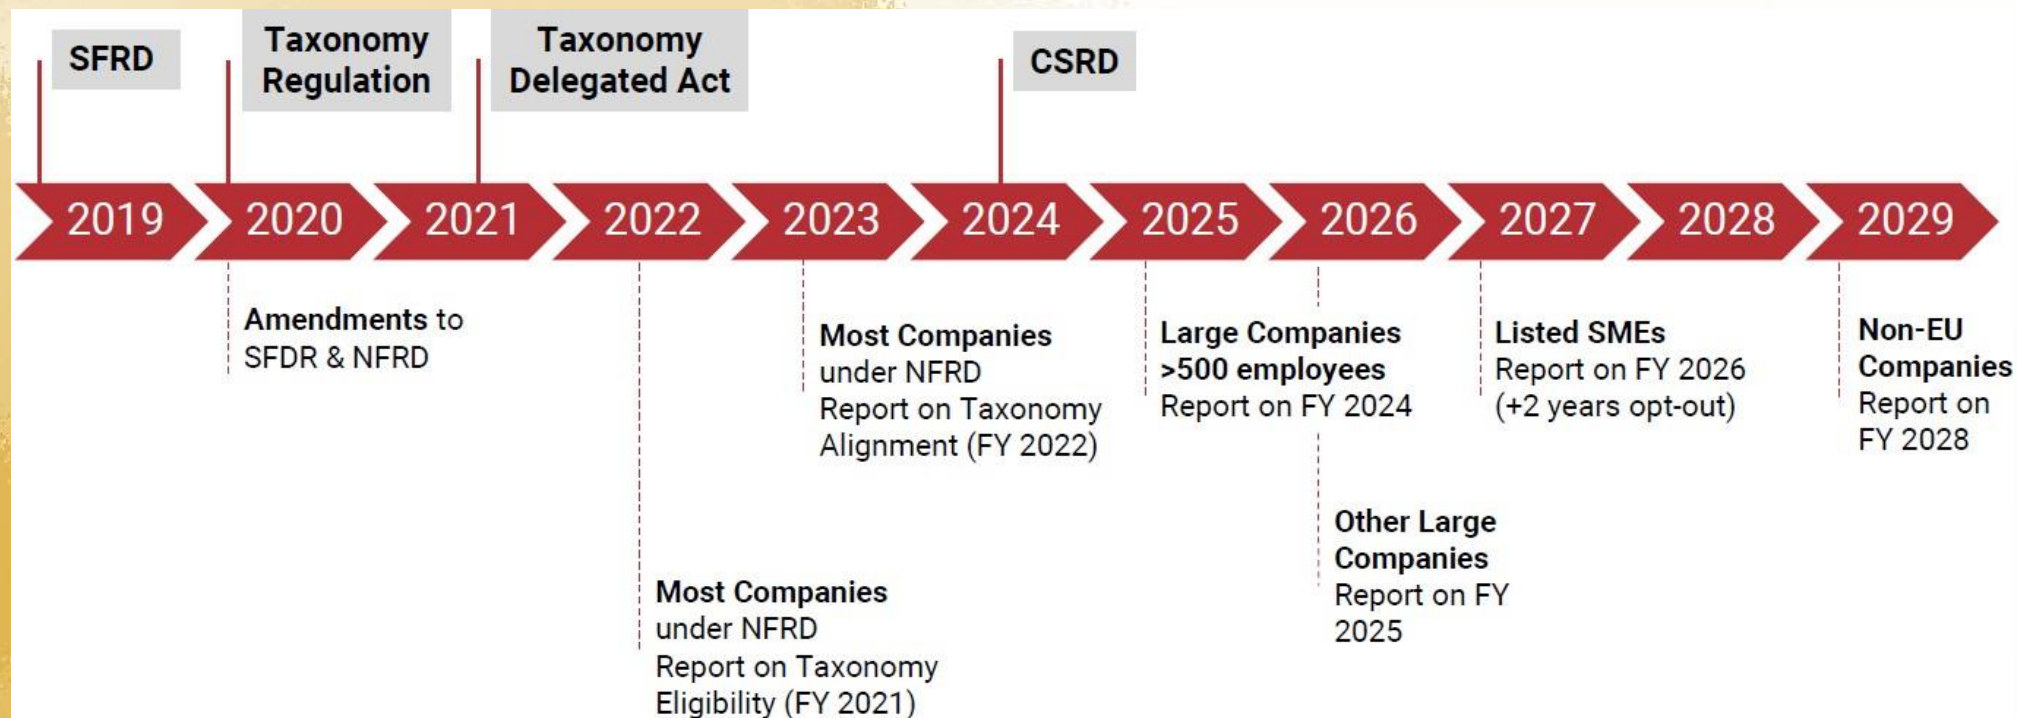 SFRD
Taxonomy
Regulation
Taxonomy
Delegated Act
CSRD
2019
2020
2021
2022
2023
2024
2025
2026
2027
2028
2029
Amendments to
SFDR & NFRD
Most Companies
under NFRD
Report on Taxonomy
Eligibility (FY 2021)
Most Companies
under NFRD
Report on Taxonomy
Alignment (FY 2022)
Large Companies
>500 employees
Report on FY 2024
Other Large
Companies
Report on FY
2025
Listed SMEs
Report on FY 2026
(+2 years opt-out)
Non-EU
Companies
Report on
FY 2028